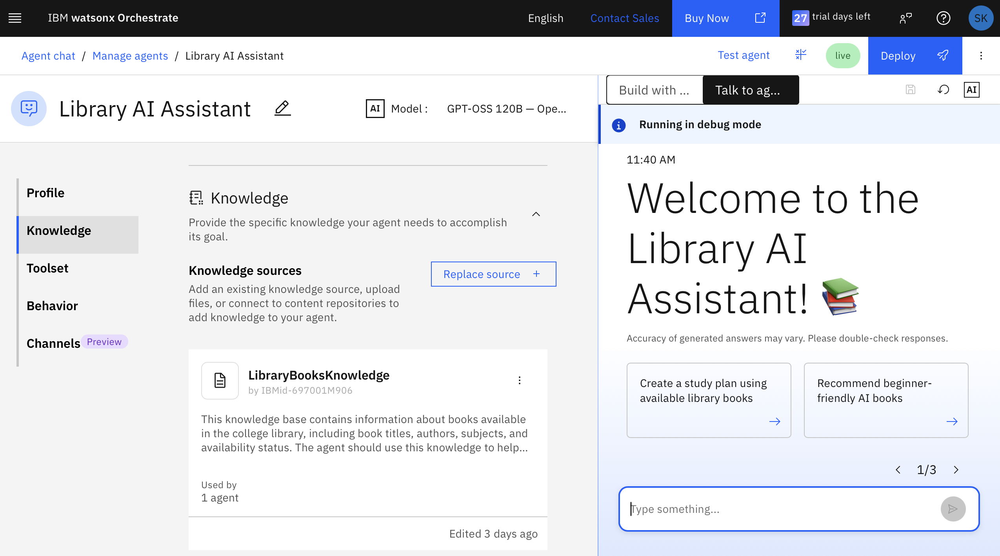 IBM watsonx Orchestrate
English
Contact Sales
Buy Now
27 trial days left
SK
Agent chat / Manage agents / Library AI Assistant
Test agent
live
Deploy
Library AI Assistant
AI Model : GPT-OSS 120B — Ope...
Build with ...
Talk to ag...
AI
Running in debug mode
Profile
Knowledge
Toolset
Behavior
Channels Preview
Knowledge
Provide the specific knowledge your agent needs to accomplish
its goal.
Knowledge sources
Replace source +
Add an existing knowledge source, upload
files, or connect to content repositories to
add knowledge to your agent.
LibraryBooksKnowledge
by IBMid-697001M906
This knowledge base contains information about books available
in the college library, including book titles, authors, subjects, and
availability status. The agent should use this knowledge to help...
Used by
1 agent
Edited 3 days ago
11:40 AM
Welcome to the
Library AI
Assistant! 📚
Accuracy of generated answers may vary. Please double-check responses.
Create a study plan using
available library books
Recommend beginner-
friendly AI books
1/3
Type something...